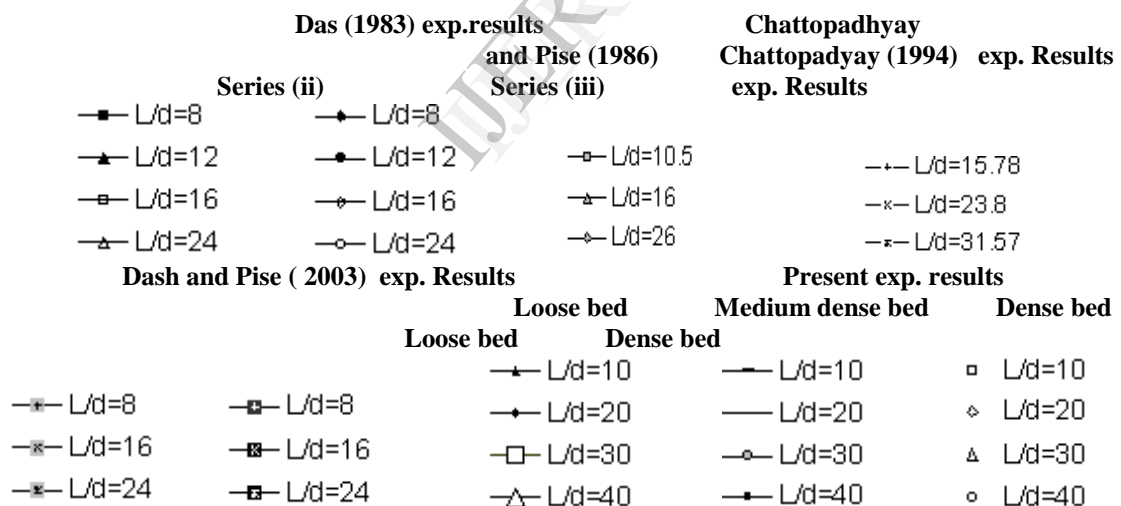 Das (1983) exp.results Chattopadhyay
and Pise (1986) Chattopadyay (1994) exp. Results
Series (ii) Series (iii) exp. Results
L/d=8 L/d=8
L/d=12 L/d=12 L/d=10.5 L/d=15.78
L/d=16 L/d=16 L/d=16 L/d=23.8
L/d=24 L/d=24 L/d=26 L/d=31.57
Dash and Pise ( 2003) exp. Results Present exp. results
Loose bed Medium dense bed Dense bed
Loose bed Dense bed
L/d=10 L/d=10 L/d=10
L/d=8 L/d=8 L/d=20 L/d=20 L/d=20
L/d=16 L/d=16 L/d=30 L/d=30 L/d=30
L/d=24 L/d=24 L/d=40 L/d=40 L/d=40
IJERT